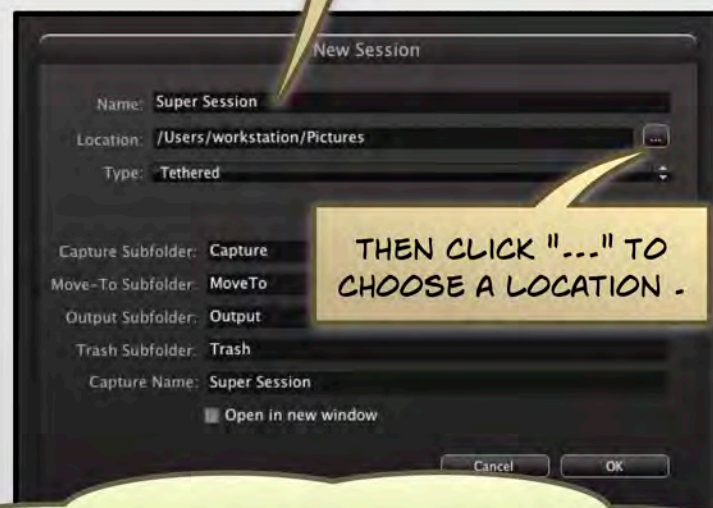 New Session
Name: Super Session
Location: /Users/workstation/Pictures
...
Type: Tethered
THEN CLICK "..." TO
CHOOSE A LOCATION .
Capture Subfolder: Capture
Move-To Subfolder: MoveTo
Output Subfolder: Output
Trash Subfolder: Trash
Capture Name: Super Session
Open in new window
Cancel
OK